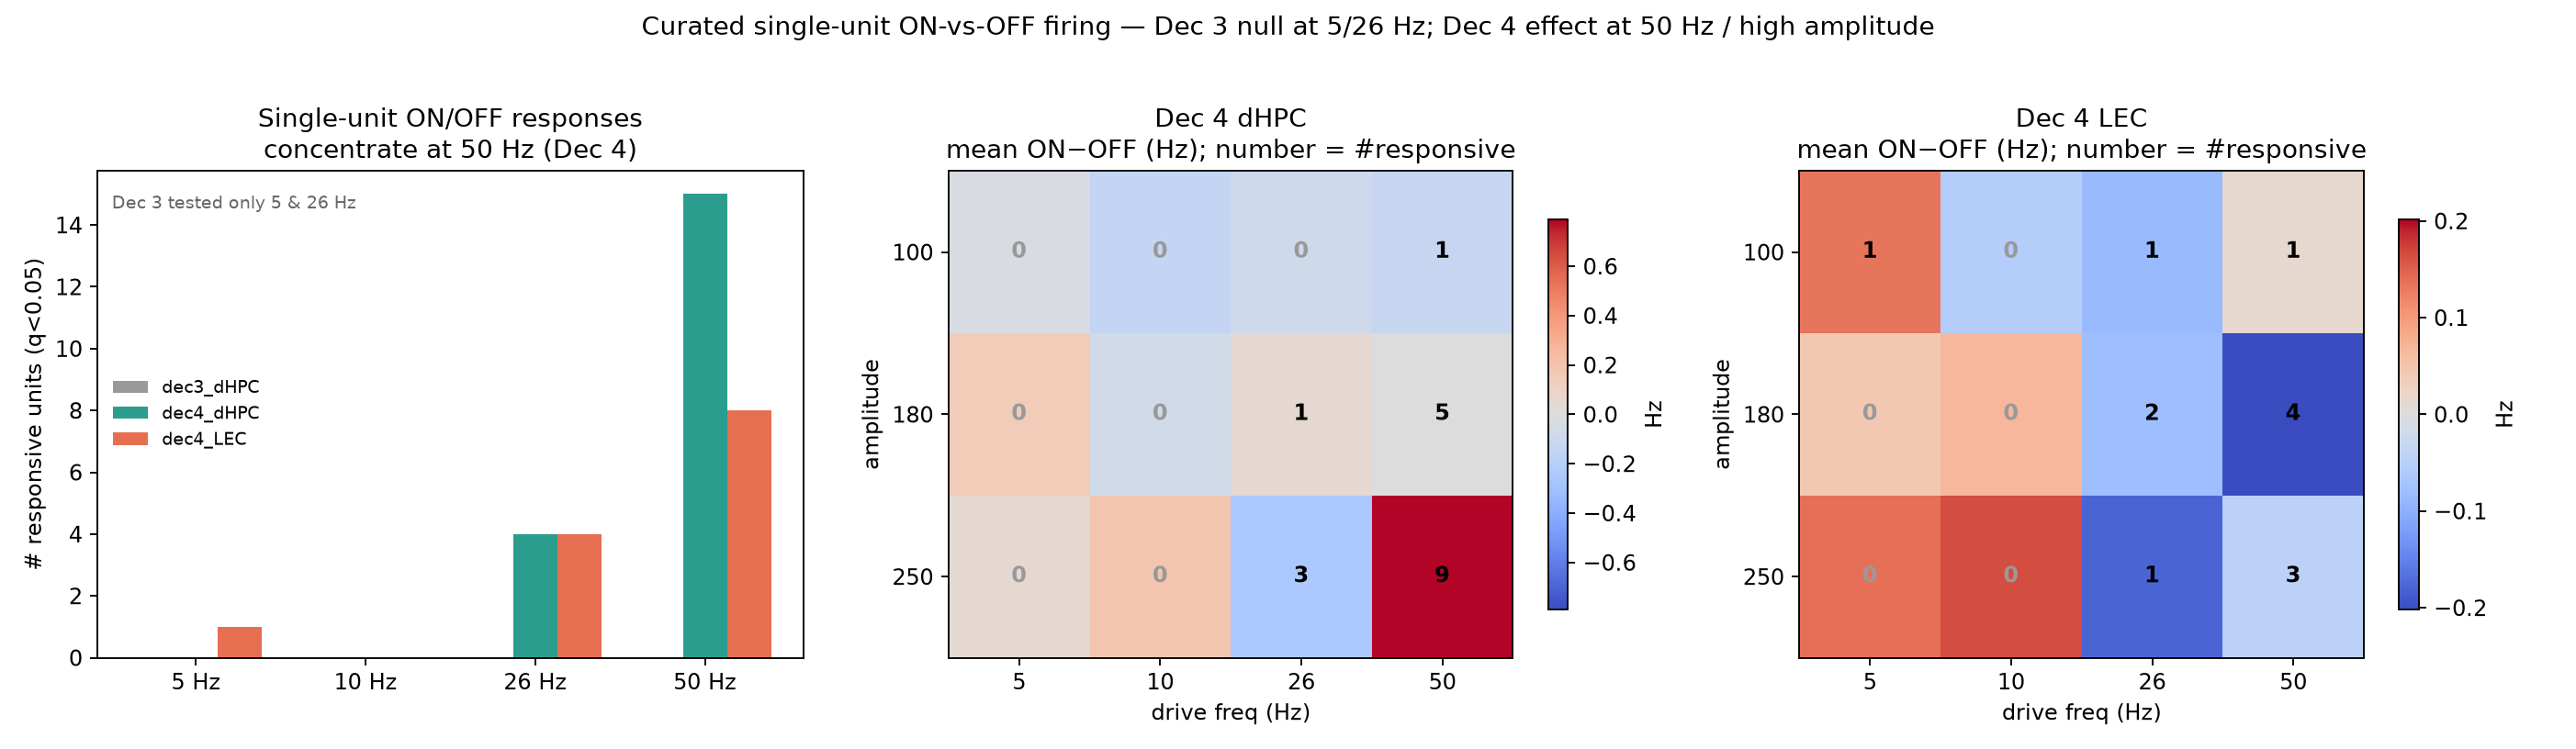 Curated single-unit ON-vs-OFF firing — Dec 3 null at 5/26 Hz; Dec 4 effect at 50 Hz / high amplitude
Single-unit ON/OFF responses
concentrate at 50 Hz (Dec 4)
# responsive units (q<0.05)
14
12
10
8
6
4
2
0
Dec 3 tested only 5 & 26 Hz
dec3_dHPC
dec4_dHPC
dec4_LEC
5 Hz
10 Hz
26 Hz
50 Hz
Dec 4 dHPC
mean ON−OFF (Hz); number = #responsive
amplitude
100
180
250
0 0 0 1
0 0 1 5
0 0 3 9
5 10 26 50
drive freq (Hz)
0.6
0.4
0.2
0.0
−0.2
−0.4
−0.6
Hz
Dec 4 LEC
mean ON−OFF (Hz); number = #responsive
amplitude
100
180
250
1 0 1 1
0 0 2 4
0 0 1 3
5 10 26 50
drive freq (Hz)
0.2
0.1
0.0
−0.1
−0.2
Hz